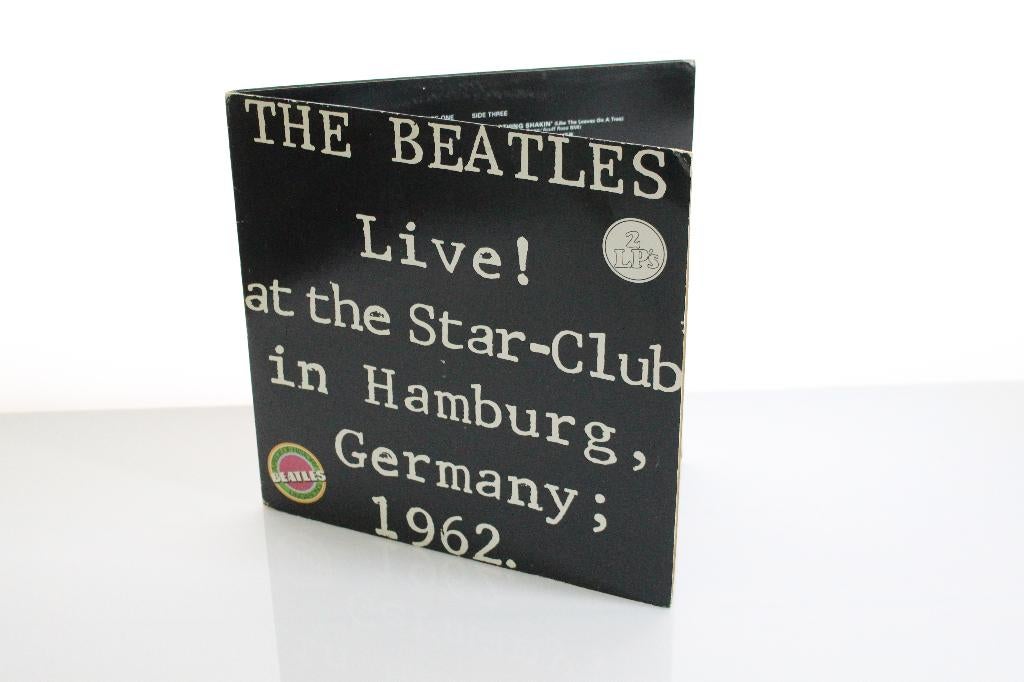 SIDE THREE
SHAKIN' (Like The Leaves On A Tree)
THE BEATLES
Live!
2
LP's
at the Star-Club
in Hamburg,
Germany;
1962.
BEATLES